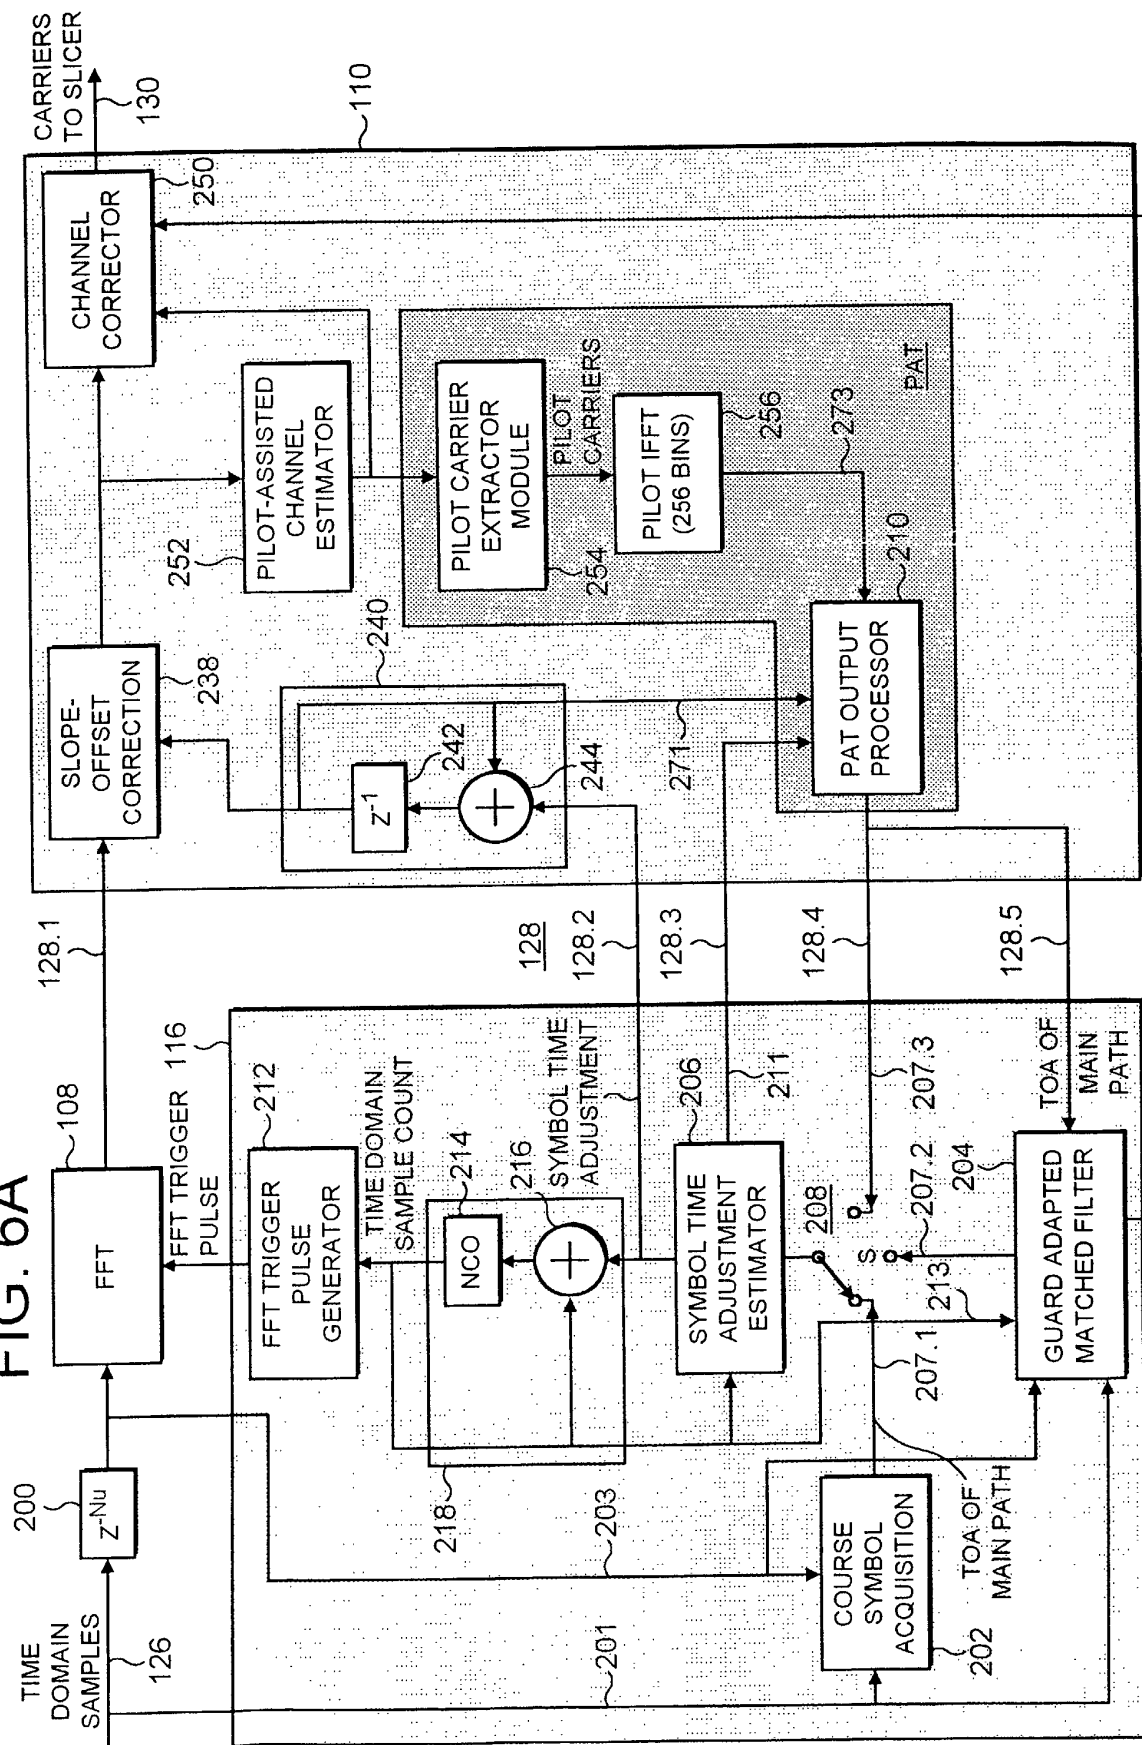 FIG. 6A
TIME
DOMAIN
SAMPLES
126
200
Z-Nu
108
FFT
128.1
SLOPE-
OFFSET
CORRECTION
238
CHANNEL
CORRECTOR
250
CARRIERS
TO SLICER
130
110
FFT TRIGGER
PULSE
116
212
FFT TRIGGER
PULSE
GENERATOR
TIME DOMAIN
SAMPLE COUNT
214
NCO
216
218
SYMBOL TIME
ADJUSTMENT
128
128.2
240
242
Z-1
244
252
PILOT-ASSISTED
CHANNEL
ESTIMATOR
PILOT CARRIER
EXTRACTOR
MODULE
254
PILOT
CARRIERS
PILOT IFFT
(256 BINS)
256
PAT
273
271
210
PAT OUTPUT
PROCESSOR
206
SYMBOL TIME
ADJUSTMENT
ESTIMATOR
211
128.3
128.4
128.5
208
S
207.1
207.2
207.3
213
203
201
COURSE
SYMBOL
ACQUISITION
202
TOA OF
MAIN PATH
204
GUARD ADAPTED
MATCHED FILTER
TOA OF
MAIN
PATH